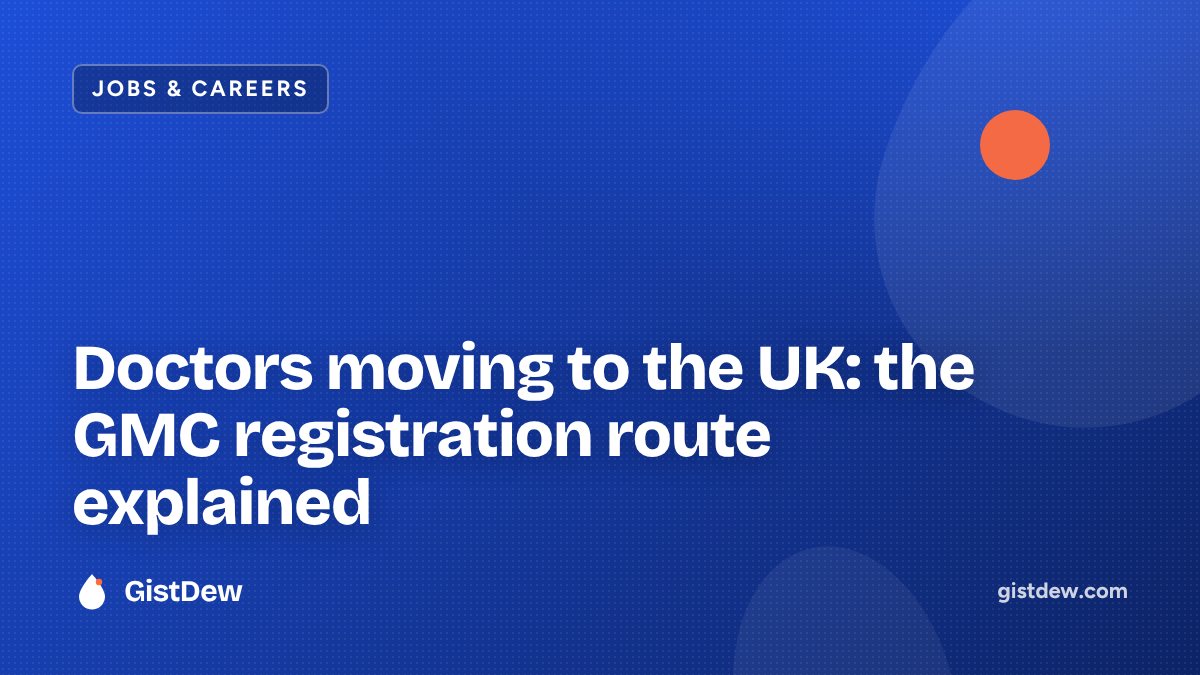 JOBS & CAREERS
Doctors moving to the UK: the
GMC registration route
explained
GistDew
gistdew.com